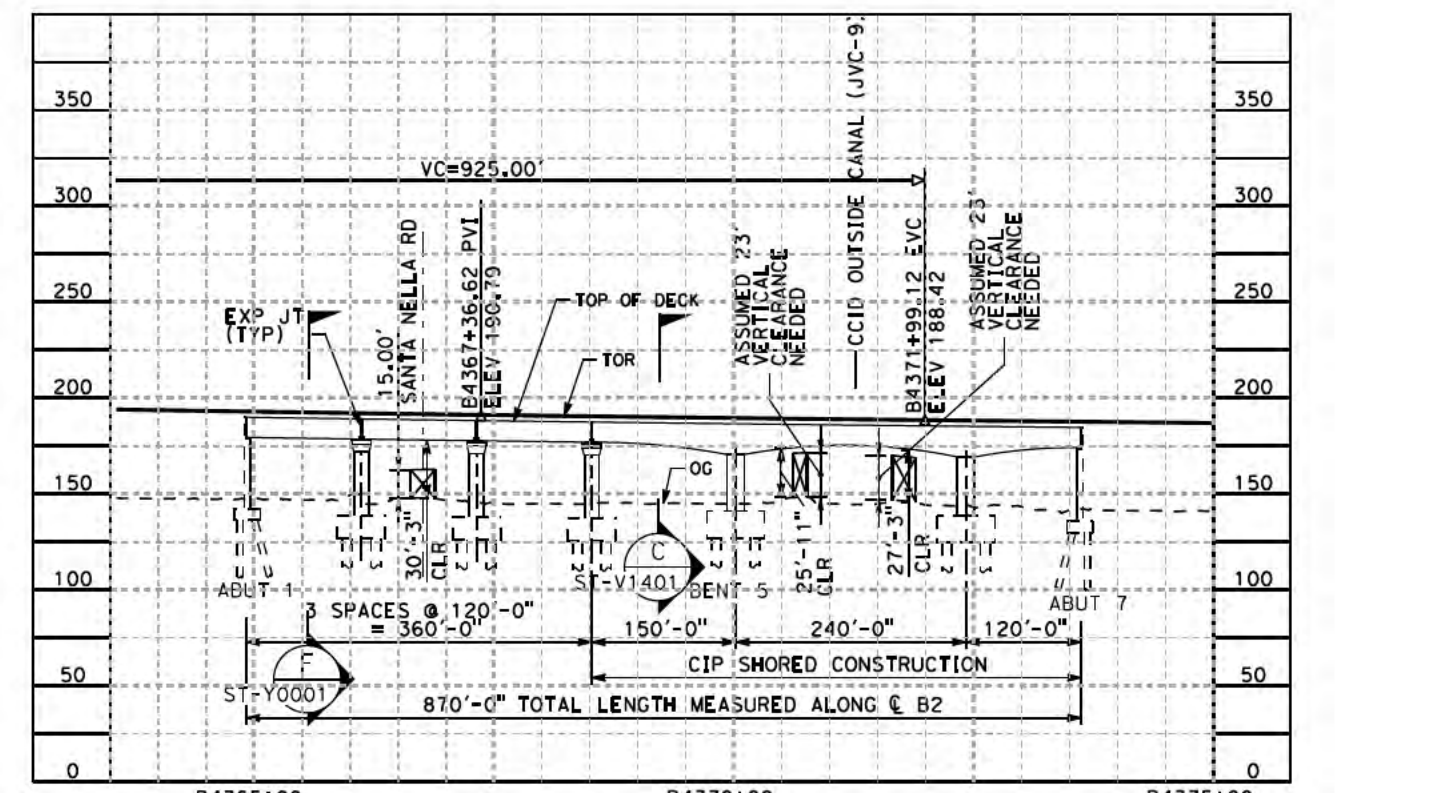 CCID OUTSIDE CANAL (JVC-9
350
350
VC=925.00'
300
300
ASSUMED 23'
VERTICAL
CLEARANCE
NEEDED
15.00'
SANTA NELLA RD
B4367+36.62 PVI
ELEV 190.79
ASSUMED 23'
VERTICAL
CLEARANCE
NEEDED
B4371+99.12 EVC
ELEV 188.42
250
250
EXP JT
(TYP)
TOP OF DECK
TOR
200
200
OG
150
150
30'-3"
CLR
25'-11"
CLR
27'-3"
CLR
C
ST-V1401
BENT 5
100
100
ABUT 1
ABUT 7
3 SPACES @ 120'-0"
= 360'-0"
150'-0"
240'-0"
120'-0"
CIP SHORED CONSTRUCTION
50
50
ST-Y0001
870'-0" TOTAL LENGTH MEASURED ALONG ℄ B2
0
0